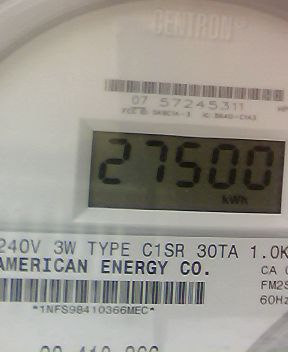 CENTRON®
07 57245311
27500
kWh
240V 3W TYPE C1SR 30TA 1.0K
AMERICAN ENERGY CO.
CA
FM2S
60Hz
*1NFS98410366MEC*